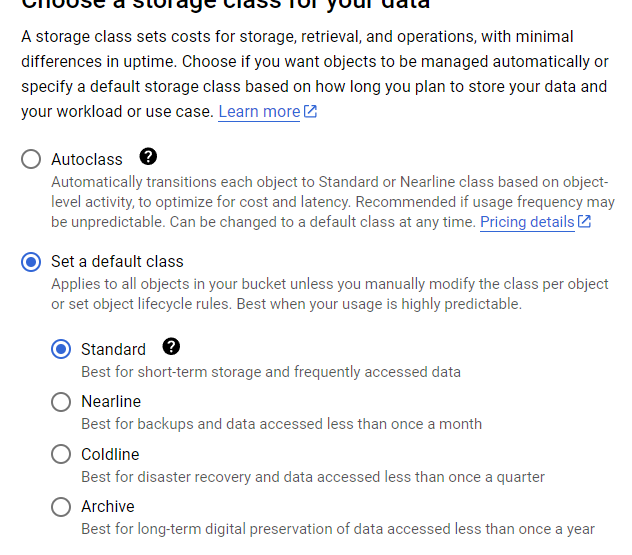 Choose a storage class for your data
A storage class sets costs for storage, retrieval, and operations, with minimal
differences in uptime. Choose if you want objects to be managed automatically or
specify a default storage class based on how long you plan to store your data and
your workload or use case. Learn more
Autoclass ?
Automatically transitions each object to Standard or Nearline class based on object-
level activity, to optimize for cost and latency. Recommended if usage frequency may
be unpredictable. Can be changed to a default class at any time. Pricing details
Set a default class
Applies to all objects in your bucket unless you manually modify the class per object
or set object lifecycle rules. Best when your usage is highly predictable.
Standard ?
Best for short-term storage and frequently accessed data
Nearline
Best for backups and data accessed less than once a month
Coldline
Best for disaster recovery and data accessed less than once a quarter
Archive
Best for long-term digital preservation of data accessed less than once a year